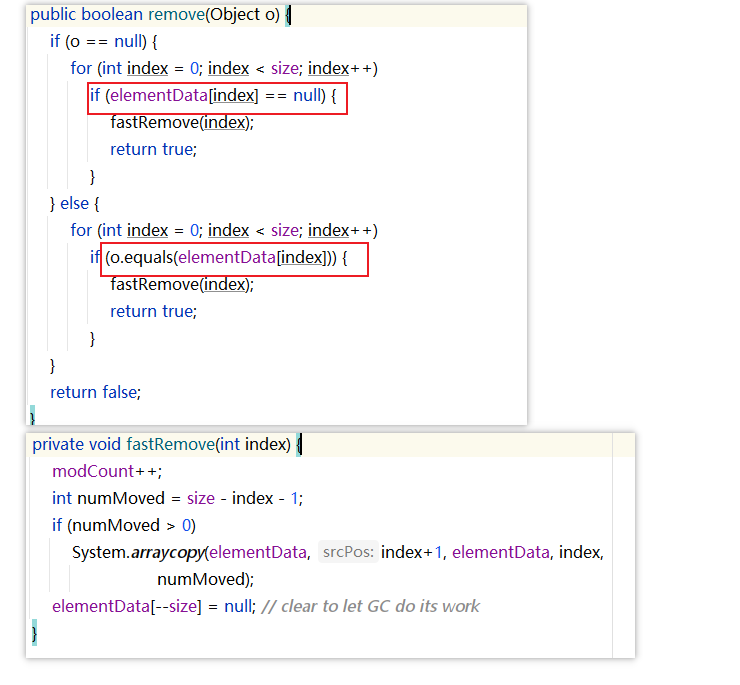 public boolean remove(Object o) {
if (o == null) {
for (int index = 0; index < size; index++)
if (elementData[index] == null) {
fastRemove(index);
return true;
}
} else {
for (int index = 0; index < size; index++)
if (o.equals(elementData[index])) {
fastRemove(index);
return true;
}
}
return false;
}
private void fastRemove(int index) {
modCount++;
int numMoved = size - index - 1;
if (numMoved > 0)
System.arraycopy(elementData, srcPos: index+1, elementData, index,
numMoved);
elementData[--size] = null; // clear to let GC do its work
}